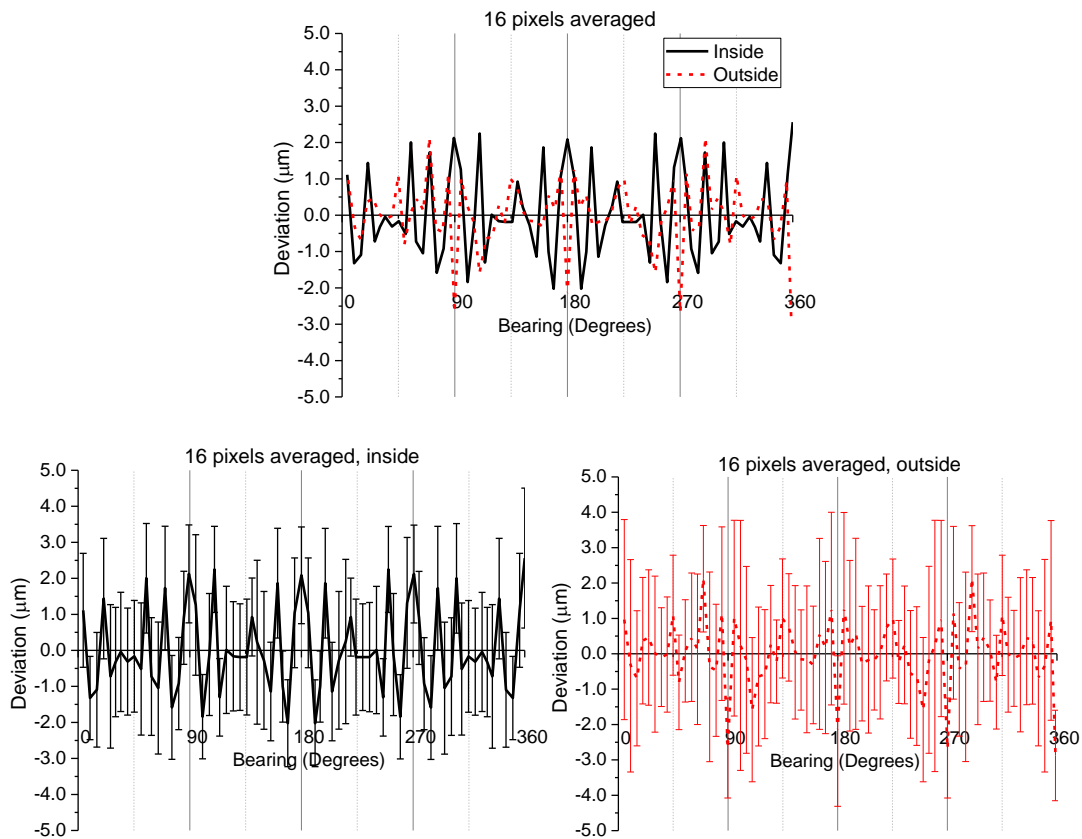 16 pixels averaged
5.0
4.0
3.0
2.0
1.0
0.0
-1.0
-2.0
-3.0
-4.0
-5.0
Deviation (μm)
Inside
Outside
0 90 180 270 360
Bearing (Degrees)
16 pixels averaged, inside
5.0
4.0
3.0
2.0
1.0
0.0
-1.0
-2.0
-3.0
-4.0
-5.0
Deviation (μm)
0 90 180 270 360
Bearing (Degrees)
16 pixels averaged, outside
5.0
4.0
3.0
2.0
1.0
0.0
-1.0
-2.0
-3.0
-4.0
-5.0
Deviation (μm)
0 90 180 270 360
Bearing (Degrees)